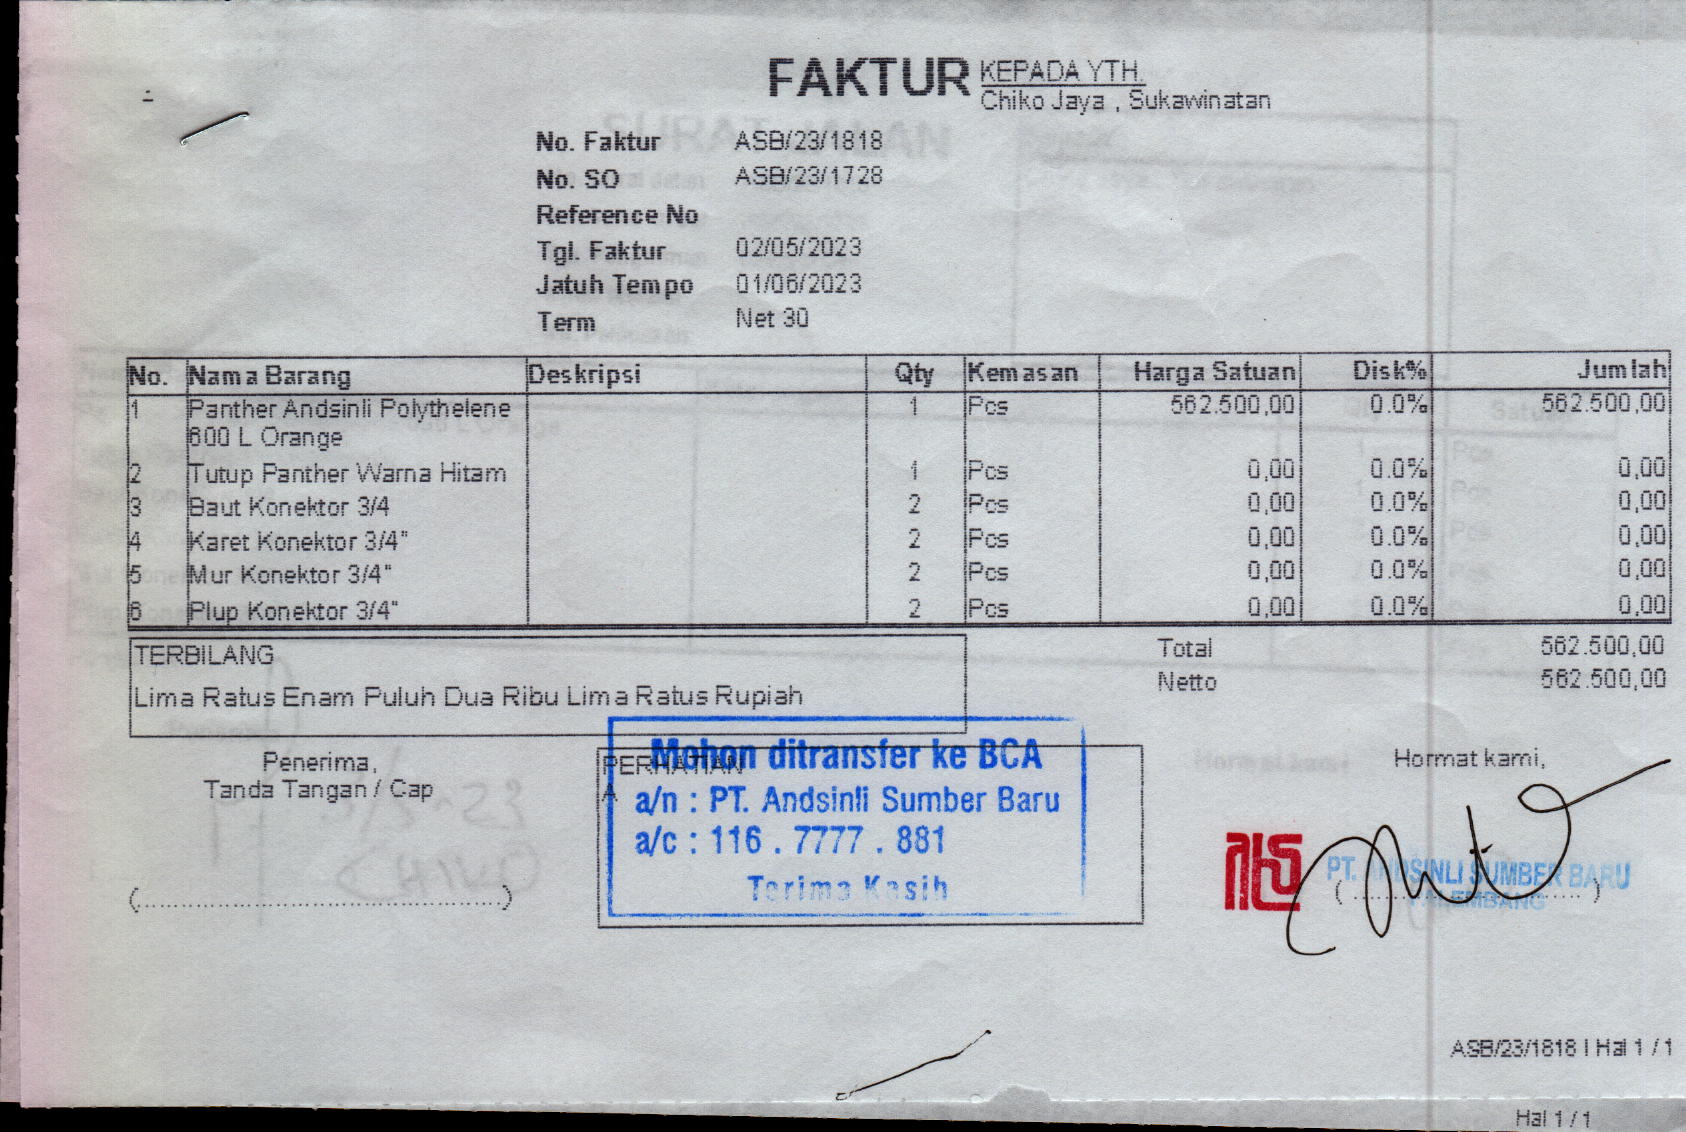 FAKTUR
KEPADA YTH.
Chiko Jaya , Sukawinatan
No. Faktur ASB/23/1818
No. SO ASB/23/1728
Reference No
Tgl. Faktur 02/05/2023
Jatuh Tempo 01/06/2023
Term Net 30
No. Nama Barang Deskripsi Qty Kemasan Harga Satuan Disk% Jumlah
1 Panther Andsinli Polythelene 1 Pcs 562.500,00 0.0% 562.500,00
600 L Orange
2 Tutup Panther Warna Hitam 1 Pcs 0,00 0.0% 0,00
3 Baut Konektor 3/4 2 Pcs 0,00 0.0% 0,00
4 Karet Konektor 3/4" 2 Pcs 0,00 0.0% 0,00
5 Mur Konektor 3/4" 2 Pcs 0,00 0.0% 0,00
6 Plup Konektor 3/4" 2 Pcs 0,00 0.0% 0,00
TERBILANG
Lima Ratus Enam Puluh Dua Ribu Lima Ratus Rupiah
Total 562.500,00
Netto 562.500,00
Penerima,
Tanda Tangan / Cap
(................................................)
PERHATIAN
A
Mohon ditransfer ke BCA
a/n : PT. Andsinli Sumber Baru
a/c : 116 . 7777 . 881
Terima Kasih
Hormat kami,
PT. ANDSINLI SUMBER BARU
PALEMBANG
ASB/23/1818 | Hal 1 / 1
Hal 1 / 1